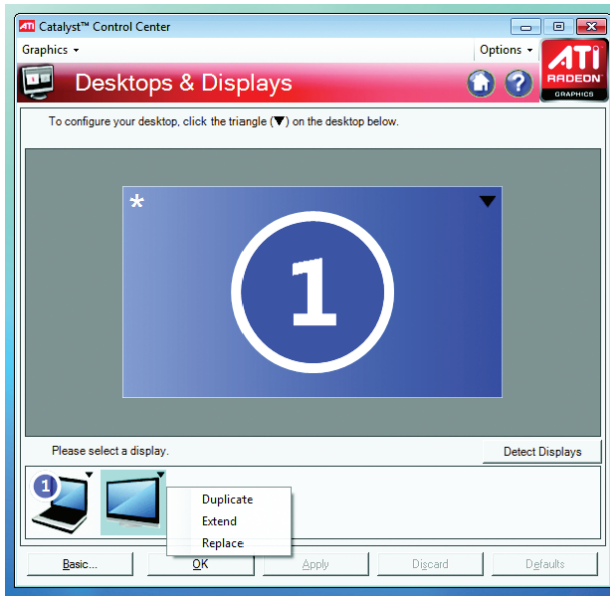 ATI Catalyst™ Control Center
Graphics
Options
Desktops & Displays
ATI
RADEON
GRAPHICS
To configure your desktop, click the triangle (▼) on the desktop below.
*
1
Please select a display.
Detect Displays
1
Duplicate
Extend
Replace
Basic...
OK
Apply
Discard
Defaults